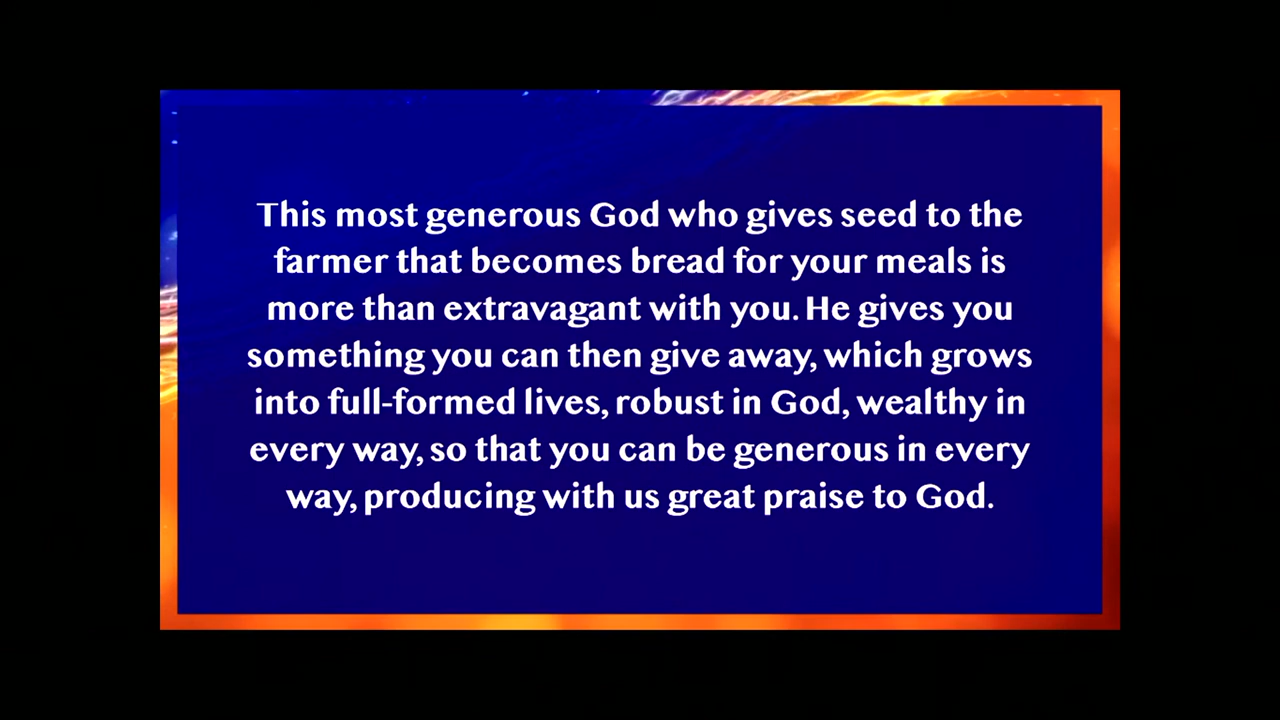 This most generous God who gives seed to the
farmer that becomes bread for your meals is
more than extravagant with you. He gives you
something you can then give away, which grows
into full-formed lives, robust in God, wealthy in
every way, so that you can be generous in every
way, producing with us great praise to God.